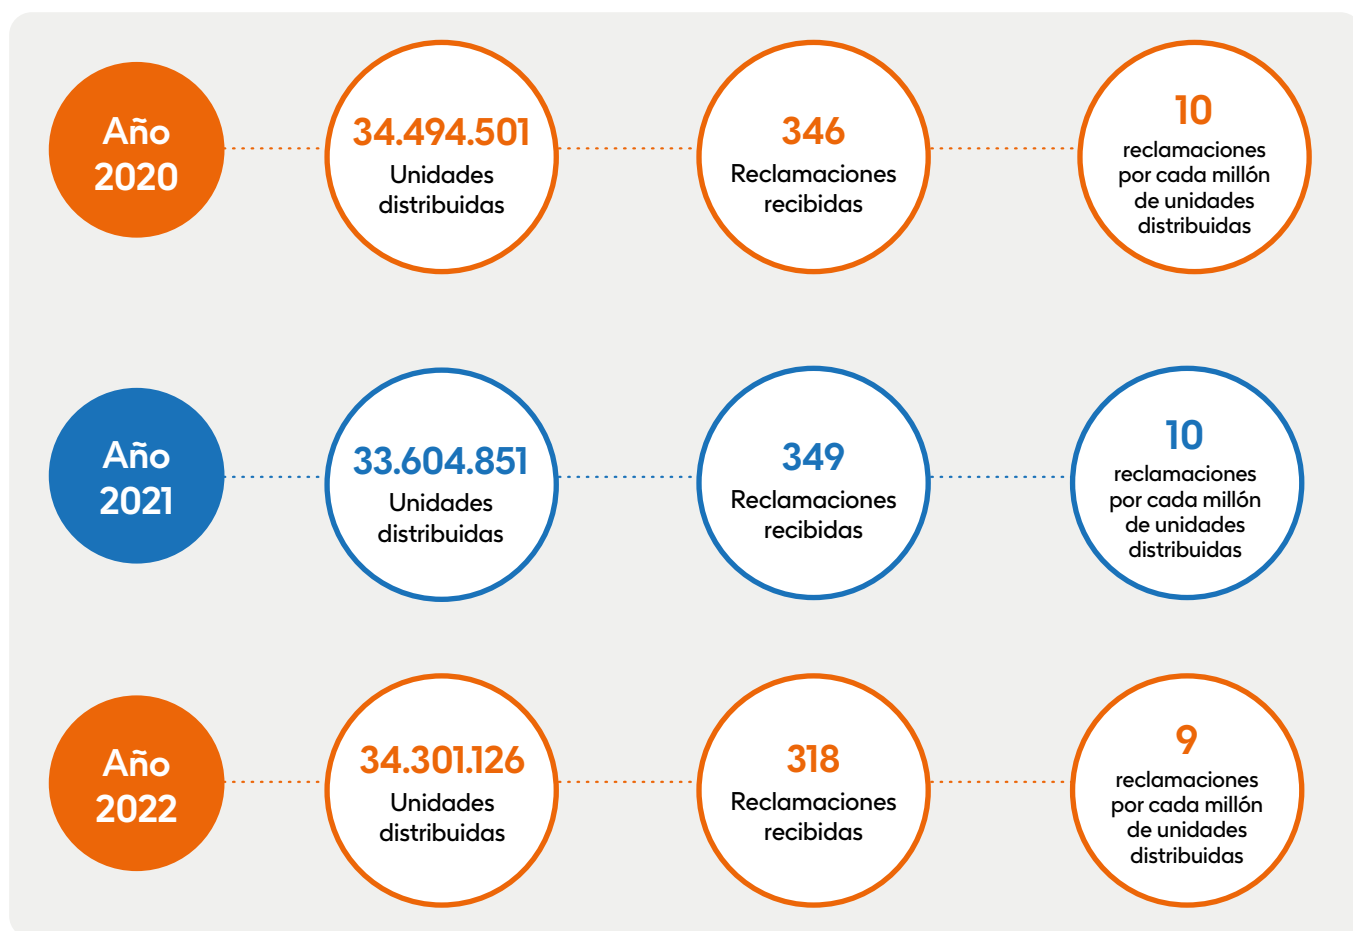 Año
2020
34.494.501
Unidades
distribuidas
346
Reclamaciones
recibidas
10
reclamaciones
por cada millón
de unidades
distribuidas
Año
2021
33.604.851
Unidades
distribuidas
349
Reclamaciones
recibidas
10
reclamaciones
por cada millón
de unidades
distribuidas
Año
2022
34.301.126
Unidades
distribuidas
318
Reclamaciones
recibidas
9
reclamaciones
por cada millón
de unidades
distribuidas